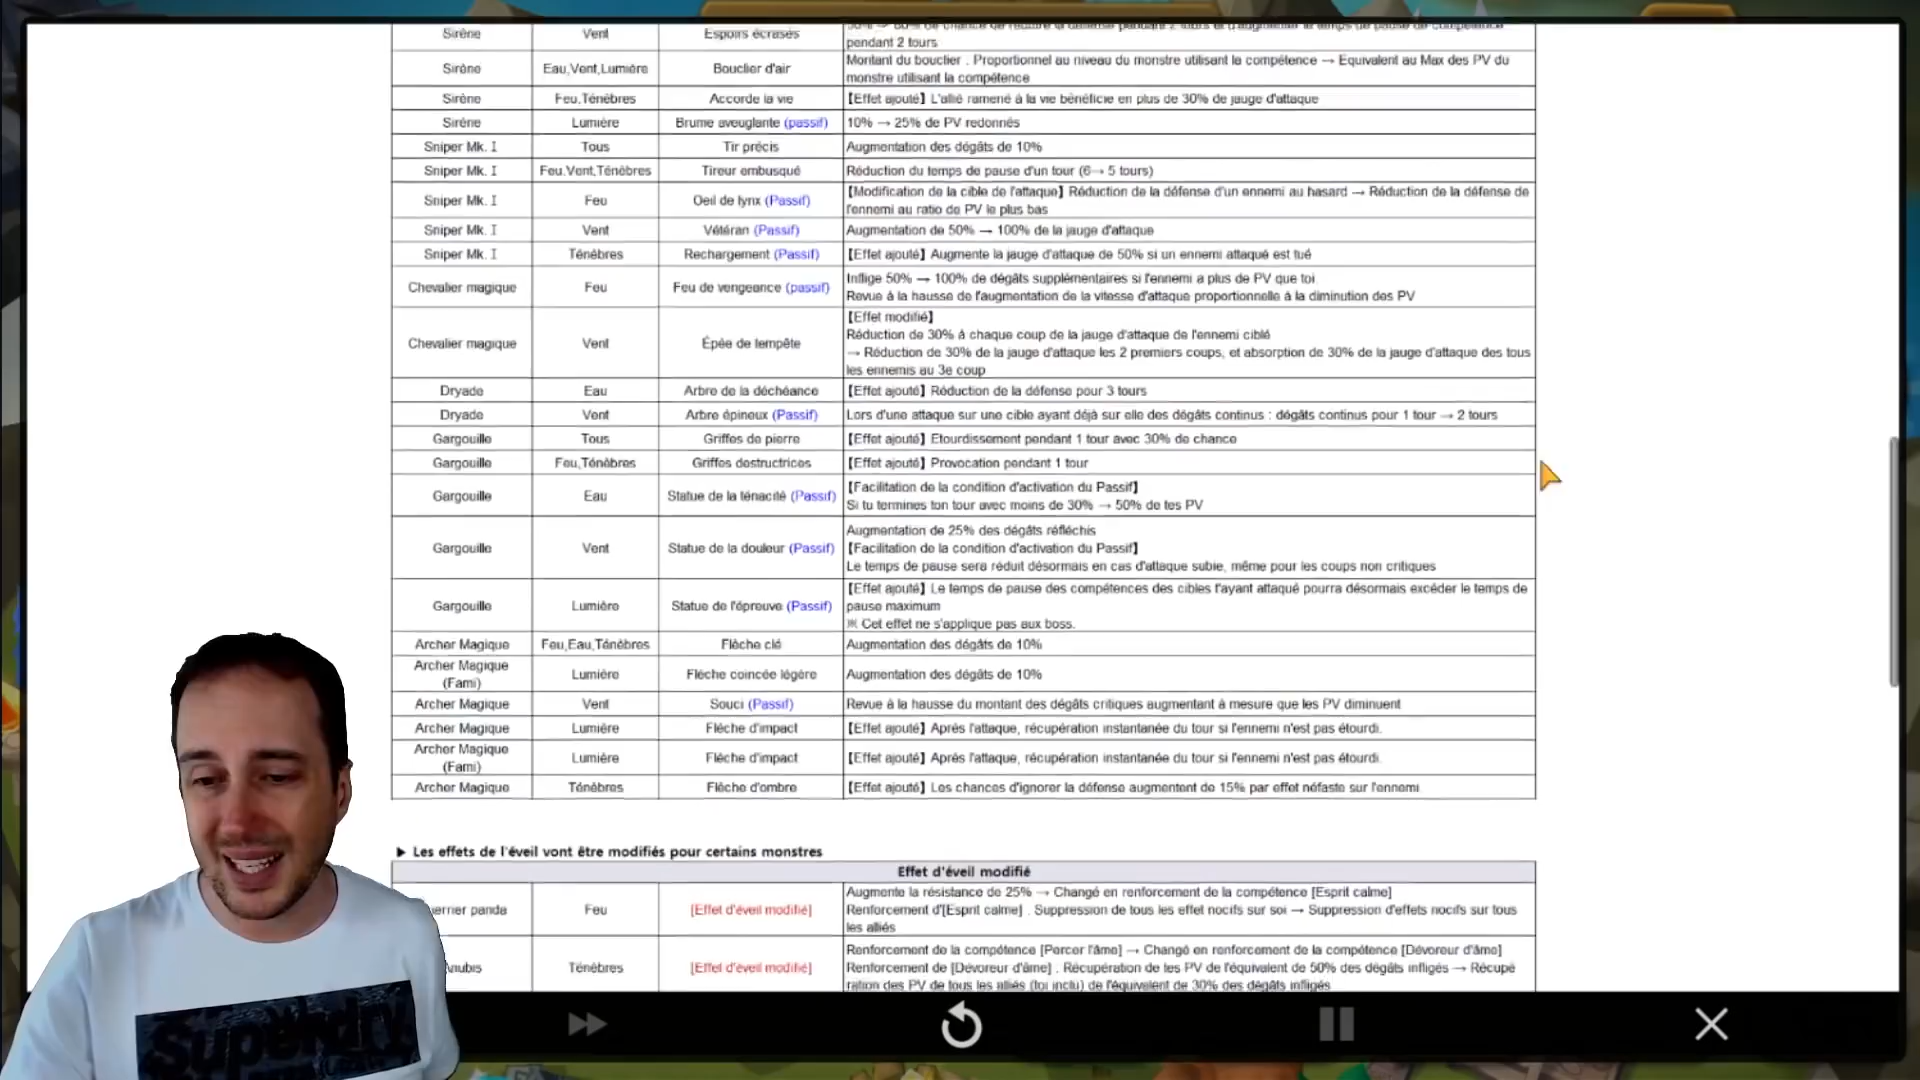 Sirène Vent Espoirs écrasés
pendant 2 tours
Sirène Eau,Vent,Lumière Bouclier d'air Montant du bouclier : Proportionnel au niveau du monstre utilisant la compétence → Equivalent au Max des PV du
monstre utilisant la compétence
Sirène Feu,Ténèbres Accorde la vie 【Effet ajouté】 L'allié ramené à la vie bénéficie en plus de 30% de jauge d'attaque
Sirène Lumière Brume aveuglante (passif) 10% → 25% de PV redonnés
Sniper Mk. I Tous Tir précis Augmentation des dégâts de 10%
Sniper Mk. I Feu,Vent,Ténèbres Tireur embusqué Réduction du temps de pause d'un tour (6→ 5 tours)
Sniper Mk. I Feu Oeil de lynx (Passif) 【Modification de la cible de l'attaque】 Réduction de la défense d'un ennemi au hasard → Réduction de la défense de
l'ennemi au ratio de PV le plus bas
Sniper Mk. I Vent Vétéran (Passif) Augmentation de 50% → 100% de la jauge d'attaque
Sniper Mk. I Ténèbres Rechargement (Passif) 【Effet ajouté】 Augmente la jauge d'attaque de 50% si un ennemi attaqué est tué
Chevalier magique Feu Feu de vengeance (passif) Inflige 50% → 100% de dégâts supplémentaires si l'ennemi a plus de PV que toi.
Revue à la hausse de l'augmentation de la vitesse d'attaque proportionnelle à la diminution des PV
Chevalier magique Vent Épée de tempête 【Effet modifié】
Réduction de 30% à chaque coup de la jauge d'attaque de l'ennemi ciblé
→ Réduction de 30% de la jauge d'attaque les 2 premiers coups, et absorption de 30% de la jauge d'attaque des tous
les ennemis au 3e coup
Dryade Eau Arbre de la déchéance 【Effet ajouté】 Réduction de la défense pour 3 tours
Dryade Vent Arbre épineux (Passif) Lors d'une attaque sur une cible ayant déjà sur elle des dégâts continus : dégâts continus pour 1 tour → 2 tours
Gargouille Tous Griffes de pierre 【Effet ajouté】 Etourdissement pendant 1 tour avec 30% de chance
Gargouille Feu,Ténèbres Griffes destructrices 【Effet ajouté】 Provocation pendant 1 tour
Gargouille Eau Statue de la ténacité (Passif) 【Facilitation de la condition d'activation du Passif】
Si tu termines ton tour avec moins de 30% → 50% de tes PV
Gargouille Vent Statue de la douleur (Passif) Augmentation de 25% des dégâts réfléchis
【Facilitation de la condition d'activation du Passif】
Le temps de pause sera réduit désormais en cas d'attaque subie, même pour les coups non critiques
Gargouille Lumière Statue de l'épreuve (Passif) 【Effet ajouté】 Le temps de pause des compétences des cibles t'ayant attaqué pourra désormais excéder le temps de
pause maximum
※ Cet effet ne s'applique pas aux boss.
Archer Magique Feu,Eau,Ténèbres Flèche clé Augmentation des dégâts de 10%
Archer Magique
(Fami) Lumière Flèche coincée légère Augmentation des dégâts de 10%
Archer Magique Vent Souci (Passif) Revue à la hausse du montant des dégâts critiques augmentant à mesure que les PV diminuent
Archer Magique Lumière Flèche d'impact 【Effet ajouté】 Après l'attaque, récupération instantanée du tour si l'ennemi n'est pas étourdi.
Archer Magique
(Fami) Lumière Flèche d'impact 【Effet ajouté】 Après l'attaque, récupération instantanée du tour si l'ennemi n'est pas étourdi.
Archer Magique Ténèbres Flèche d'ombre 【Effet ajouté】 Les chances d'ignorer la défense augmentent de 15% par effet néfaste sur l'ennemi
▶ Les effets de l'éveil vont être modifiés pour certains monstres
Effet d'éveil modifié
errier panda Feu [Effet d'éveil modifié] Augmente la résistance de 25% → Changé en renforcement de la compétence [Esprit calme]
Renforcement d'[Esprit calme] : Suppression de tous les effet nocifs sur soi → Suppression d'effets nocifs sur tous
les alliés
nubis Ténèbres [Effet d'éveil modifié] Renforcement de la compétence [Percer l'âme] → Changé en renforcement de la compétence [Dévoreur d'âme]
Renforcement de [Dévoreur d'âme] : Récupération de tes PV de l'équivalent de 50% des dégâts infligés → Récupé
ration des PV de tous les alliés (toi inclu) de l'équivalent de 30% des dégâts infligés
Superdry